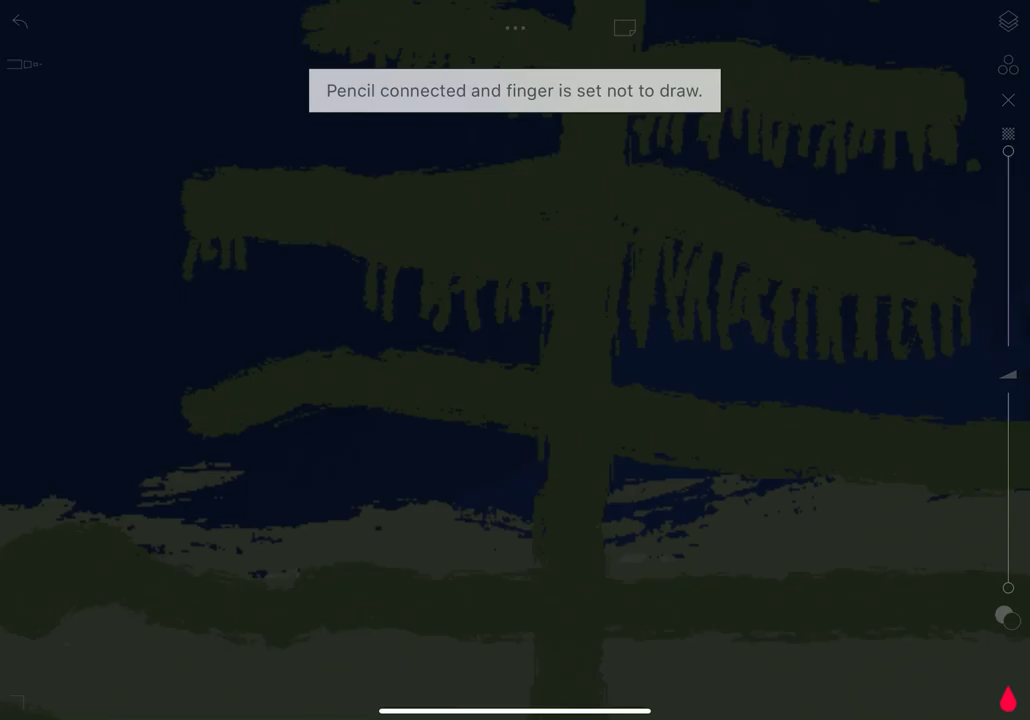 Pencil connected and finger is set not to draw.